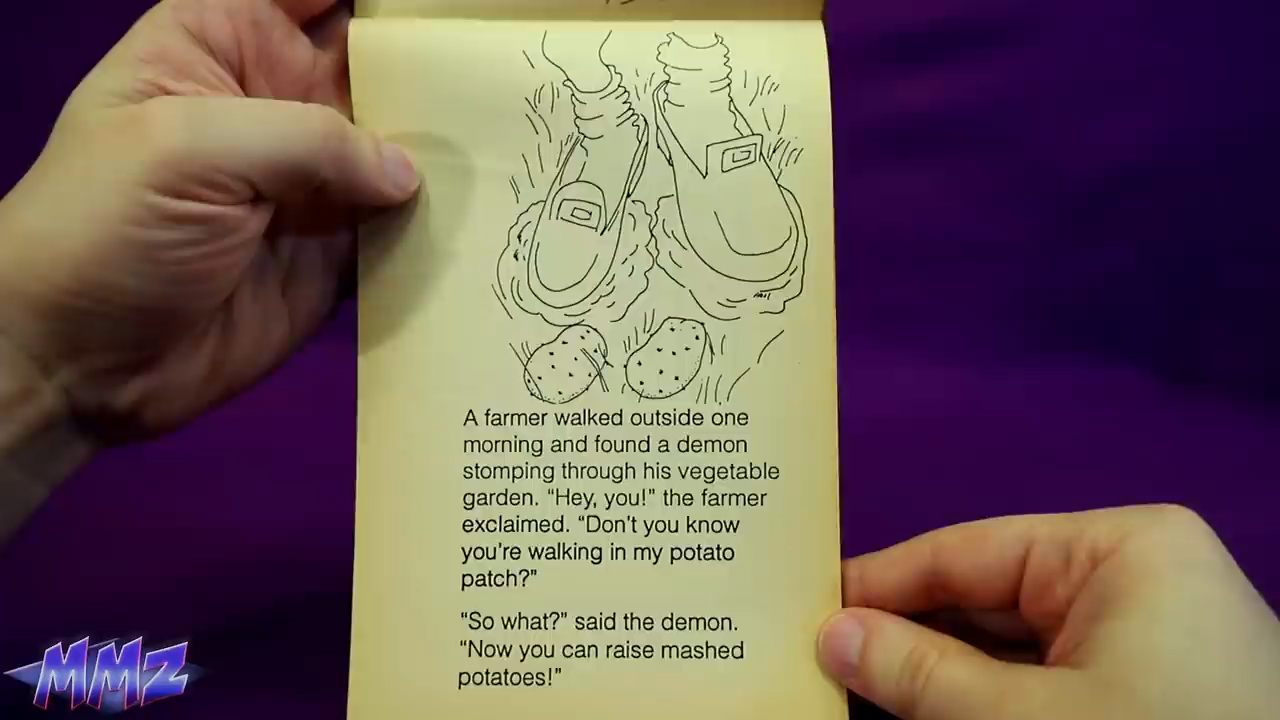 A farmer walked outside one
morning and found a demon
stomping through his vegetable
garden. “Hey, you!” the farmer
exclaimed. “Don't you know
you're walking in my potato
patch?”
“So what?” said the demon.
“Now you can raise mashed
potatoes!”
MMZ